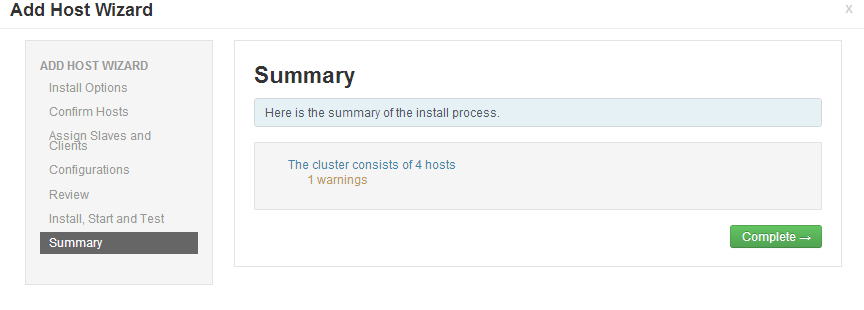 Add Host Wizard
x
ADD HOST WIZARD
Install Options
Confirm Hosts
Assign Slaves and
Clients
Configurations
Review
Install, Start and Test
Summary
Summary
Here is the summary of the install process.
The cluster consists of 4 hosts
1 warnings
Complete →